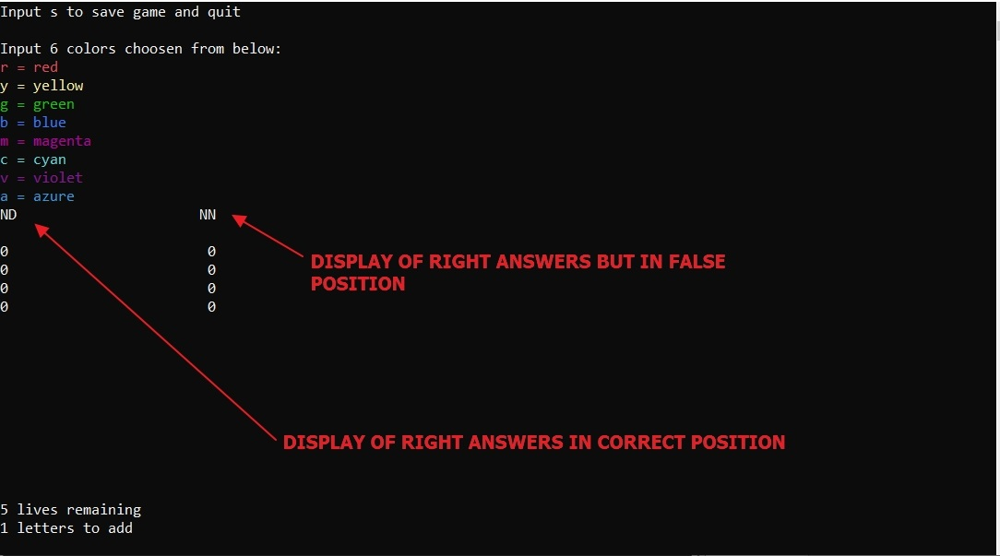 Input s to save game and quit
Input 6 colors choosen from below:
r = red
y = yellow
g = green
b = blue
m = magenta
c = cyan
v = violet
a = azure
ND NN
0 0
0 0
0 0
0 0
DISPLAY OF RIGHT ANSWERS BUT IN FALSE
POSITION
DISPLAY OF RIGHT ANSWERS IN CORRECT POSITION
5 lives remaining
1 letters to add